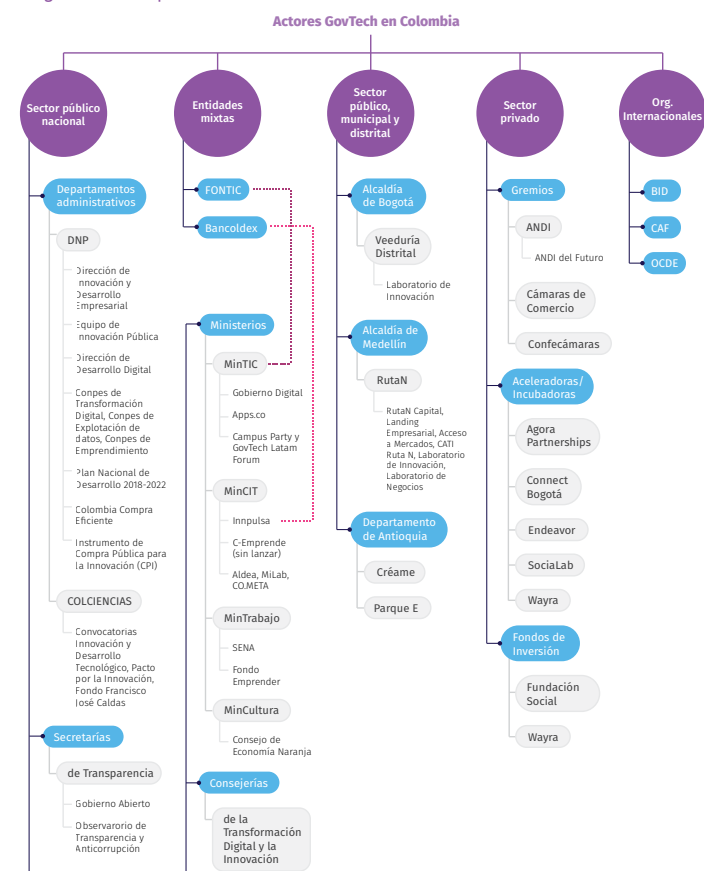 Actores GovTech en Colombia
Sector público
nacional
Departamentos
administrativos
DNP
Dirección de
Innovación y
Desarrollo
Empresarial
Equipo de
Innovación Pública
Dirección de
Desarrollo Digital
Conpes de
Transformación
Digital, Conpes de
Explotación de
datos, Conpes de
Emprendimiento
Plan Nacional de
Desarrollo 2018-2022
Colombia Compra
Eficiente
Instrumento de
Compra Pública para
la Innovación (CPI)
COLCIENCIAS
Convocatorias
Innovación y
Desarrollo
Tecnológico, Pacto
por la Innovación,
Fondo Francisco
José Caldas
Secretarías
de Transparencia
Gobierno Abierto
Observarorio de
Transparencia y
Anticorrupción
Entidades
mixtas
FONTIC
Bancoldex
Ministerios
MinTIC
Gobierno Digital
Apps.co
Campus Party y
GovTech Latam
Forum
MinCIT
Innpulsa
C-Emprende
(sin lanzar)
Aldea, MiLab,
CO.META
MinTrabajo
SENA
Fondo
Emprender
MinCultura
Consejo de
Economía Naranja
Consejerías
de la
Transformación
Digital y la
Innovación
Sector
público,
municipal y
distrital
Alcaldía
de Bogotá
Veeduría
Distrital
Laboratorio de
Innovación
Alcaldía de
Medellín
RutaN
RutaN Capital,
Landing
Empresarial, Acceso
a Mercados, CATI
Ruta N, Laboratorio
de Innovación,
Laboratorio de
Negocios
Departamento
de Antioquia
Créame
Parque E
Sector
privado
Gremios
ANDI
ANDI del Futuro
Cámaras de
Comercio
Confecámaras
Aceleradoras/
Incubadoras
Agora
Partnerships
Connect
Bogotá
Endeavor
SociaLab
Wayra
Fondos de
Inversión
Fundación
Social
Wayra
Org.
Internacionales
BID
CAF
OCDE